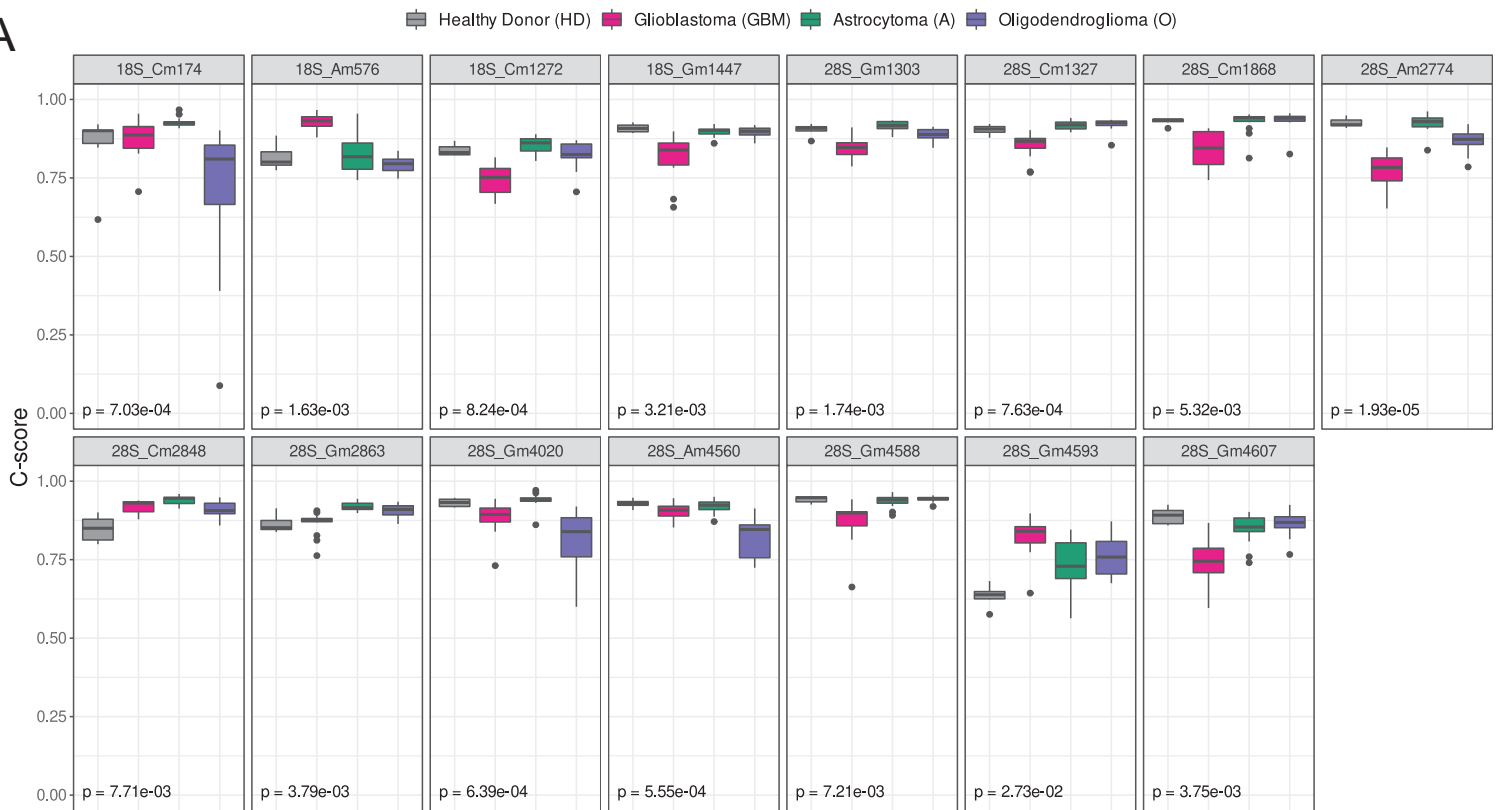 A
Healthy Donor (HD) Glioblastoma (GBM) Astrocytoma (A) Oligodendroglioma (O)
18S_Cm174 18S_Am576 18S_Cm1272 18S_Gm1447 28S_Gm1303 28S_Cm1327 28S_Cm1868 28S_Am2774
1.00
0.75
0.50
0.25
0.00
p = 7.03e-04 p = 1.63e-03 p = 8.24e-04 p = 3.21e-03 p = 1.74e-03 p = 7.63e-04 p = 5.32e-03 p = 1.93e-05
C-score
28S_Cm2848 28S_Gm2863 28S_Gm4020 28S_Am4560 28S_Gm4588 28S_Gm4593 28S_Gm4607
1.00
0.75
0.50
0.25
0.00
p = 7.71e-03 p = 3.79e-03 p = 6.39e-04 p = 5.55e-04 p = 7.21e-03 p = 2.73e-02 p = 3.75e-03